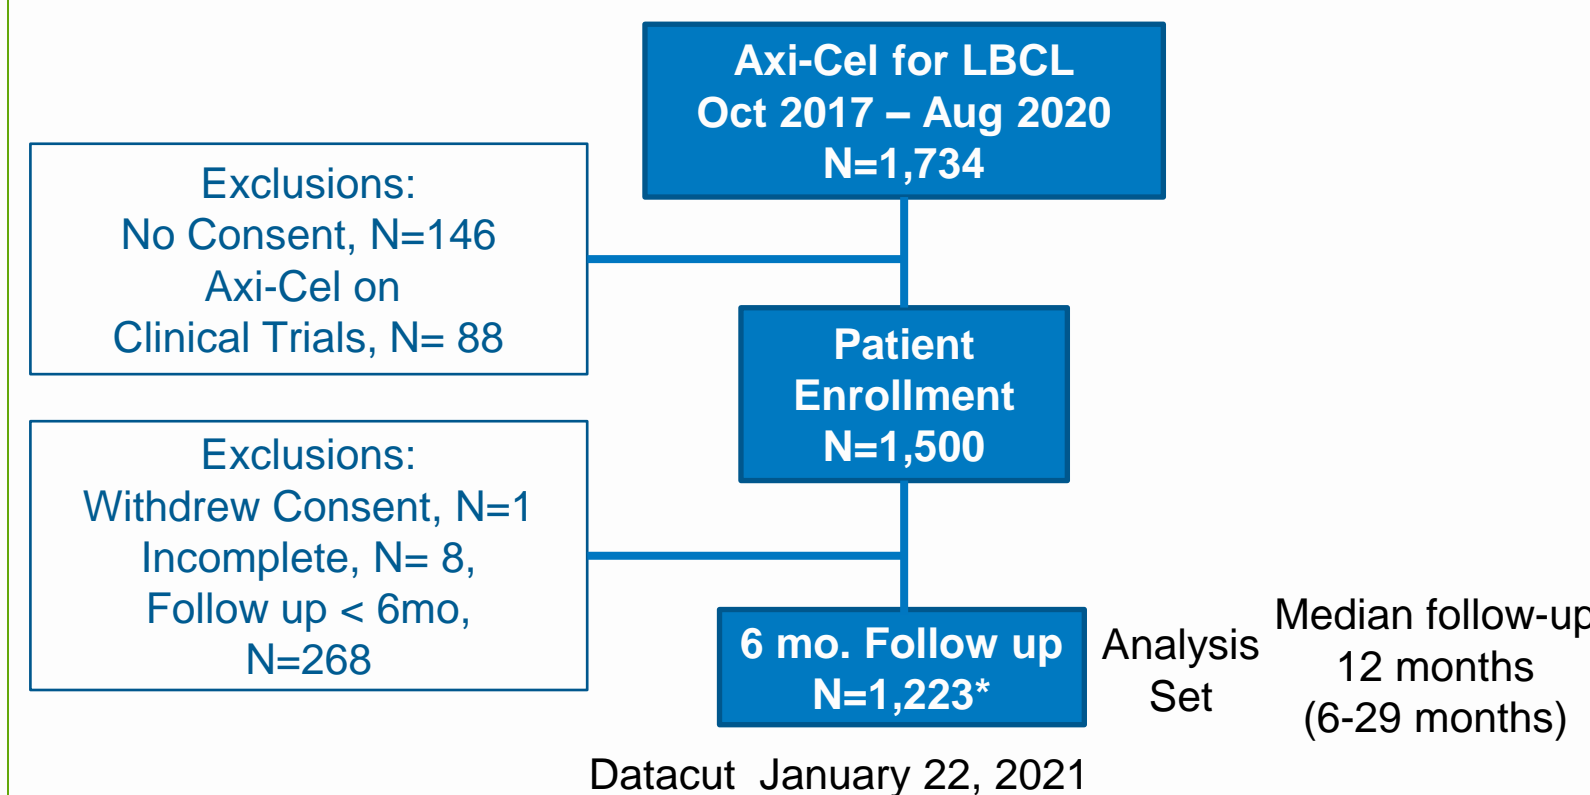 Axi-Cel for LBCL
Oct 2017 – Aug 2020
N=1,734
Exclusions:
No Consent, N=146
Axi-Cel on
Clinical Trials, N= 88
Patient
Enrollment
N=1,500
Exclusions:
Withdrew Consent, N=1
Incomplete, N= 8,
Follow up < 6mo,
N=268
6 mo. Follow up
N=1,223*
Analysis
Set
Median follow-up
12 months
(6-29 months)
Datacut January 22, 2021